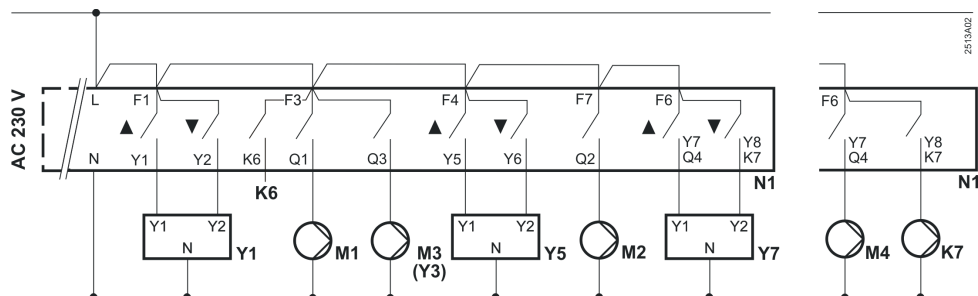 2513A02
AC 230 V
L F1 F3 F4 F7 F6 F6
▲ ▼ ▲ ▼ ▲ ▼
Y7 Y8 Y7 Y8
N Y1 Y2 K6 Q1 Q3 Y5 Y6 Q2 Q4 K7 Q4 K7
K6 N1 N1
Y1 Y2 Y1 Y2 Y1 Y2
N Y1 M1 M3 N Y5 M2 N Y7 M4 K7
(Y3)